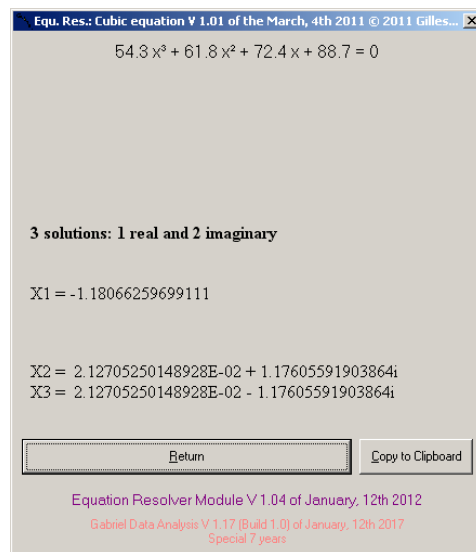 Equ. Res.: Cubic equation V 1.01 of the March, 4th 2011 © 2011 Gilles...
54.3 x³ + 61.8 x² + 72.4 x + 88.7 = 0
3 solutions: 1 real and 2 imaginary
X1 = -1.18066259699111
X2 = 2.12705250148928E-02 + 1.17605591903864i
X3 = 2.12705250148928E-02 - 1.17605591903864i
Return
Copy to Clipboard
Equation Resolver Module V 1.04 of January, 12th 2012
Gabriel Data Analysis V 1.17 (Build 1.0) of January, 12th 2017
Special 7 years